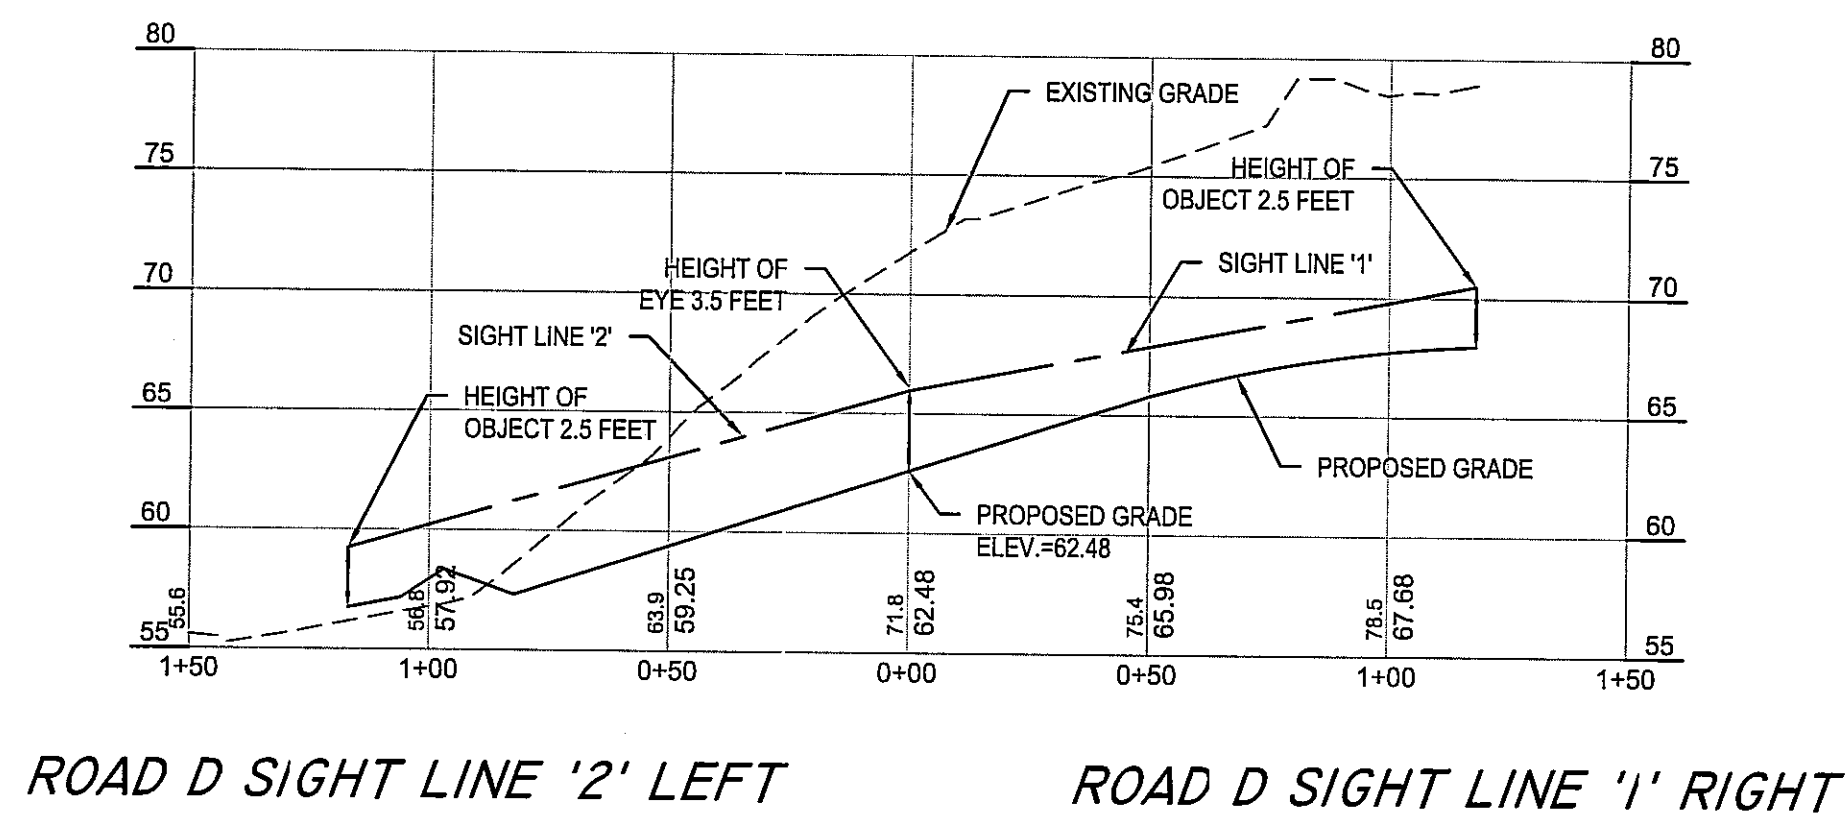 80
80
EXISTING GRADE
75
HEIGHT OF
OBJECT 2.5 FEET
75
70
HEIGHT OF
EYE 3.5 FEET
SIGHT LINE '1'
70
SIGHT LINE '2'
65
HEIGHT OF
OBJECT 2.5 FEET
65
PROPOSED GRADE
60
PROPOSED GRADE
ELEV.=62.48
60
55.6
56.8
57.92
63.9
59.25
71.8
62.48
75.4
65.98
78.5
67.68
55
55
1+50
1+00
0+50
0+00
0+50
1+00
1+50
ROAD D SIGHT LINE '2' LEFT
ROAD D SIGHT LINE '1' RIGHT